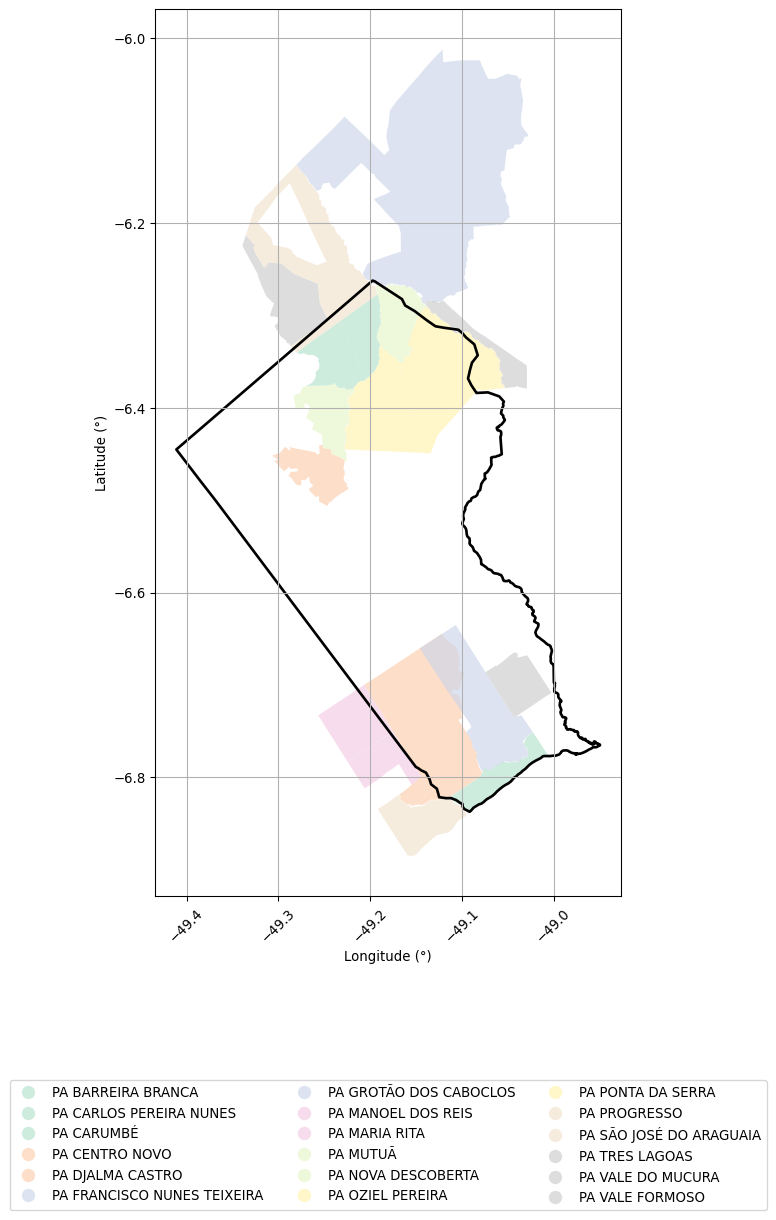 −6.0
−6.2
−6.4
−6.6
−6.8
Latitude (°)
−49.4
−49.3
−49.2
−49.1
−49.0
Longitude (°)
PA BARREIRA BRANCA
PA CARLOS PEREIRA NUNES
PA CARUMBÉ
PA CENTRO NOVO
PA DJALMA CASTRO
PA FRANCISCO NUNES TEIXEIRA
PA GROTÃO DOS CABOCLOS
PA MANOEL DOS REIS
PA MARIA RITA
PA MUTUÃ
PA NOVA DESCOBERTA
PA OZIEL PEREIRA
PA PONTA DA SERRA
PA PROGRESSO
PA SÃO JOSÉ DO ARAGUAIA
PA TRES LAGOAS
PA VALE DO MUCURA
PA VALE FORMOSO